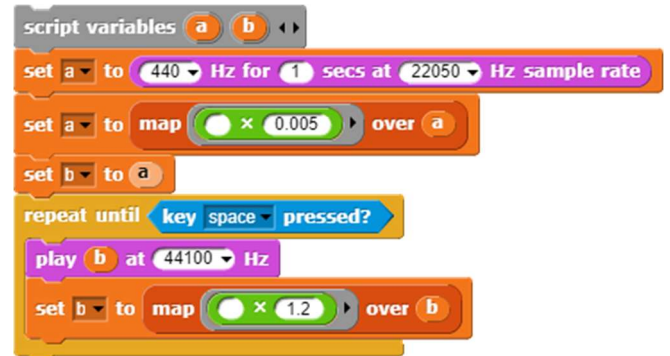 script variables a b
set a to 440 Hz for 1 secs at 22050 Hz sample rate
set a to map × 0.005 over a
set b to a
repeat until key space pressed?
play b at 44100 Hz
set b to map × 1.2 over b